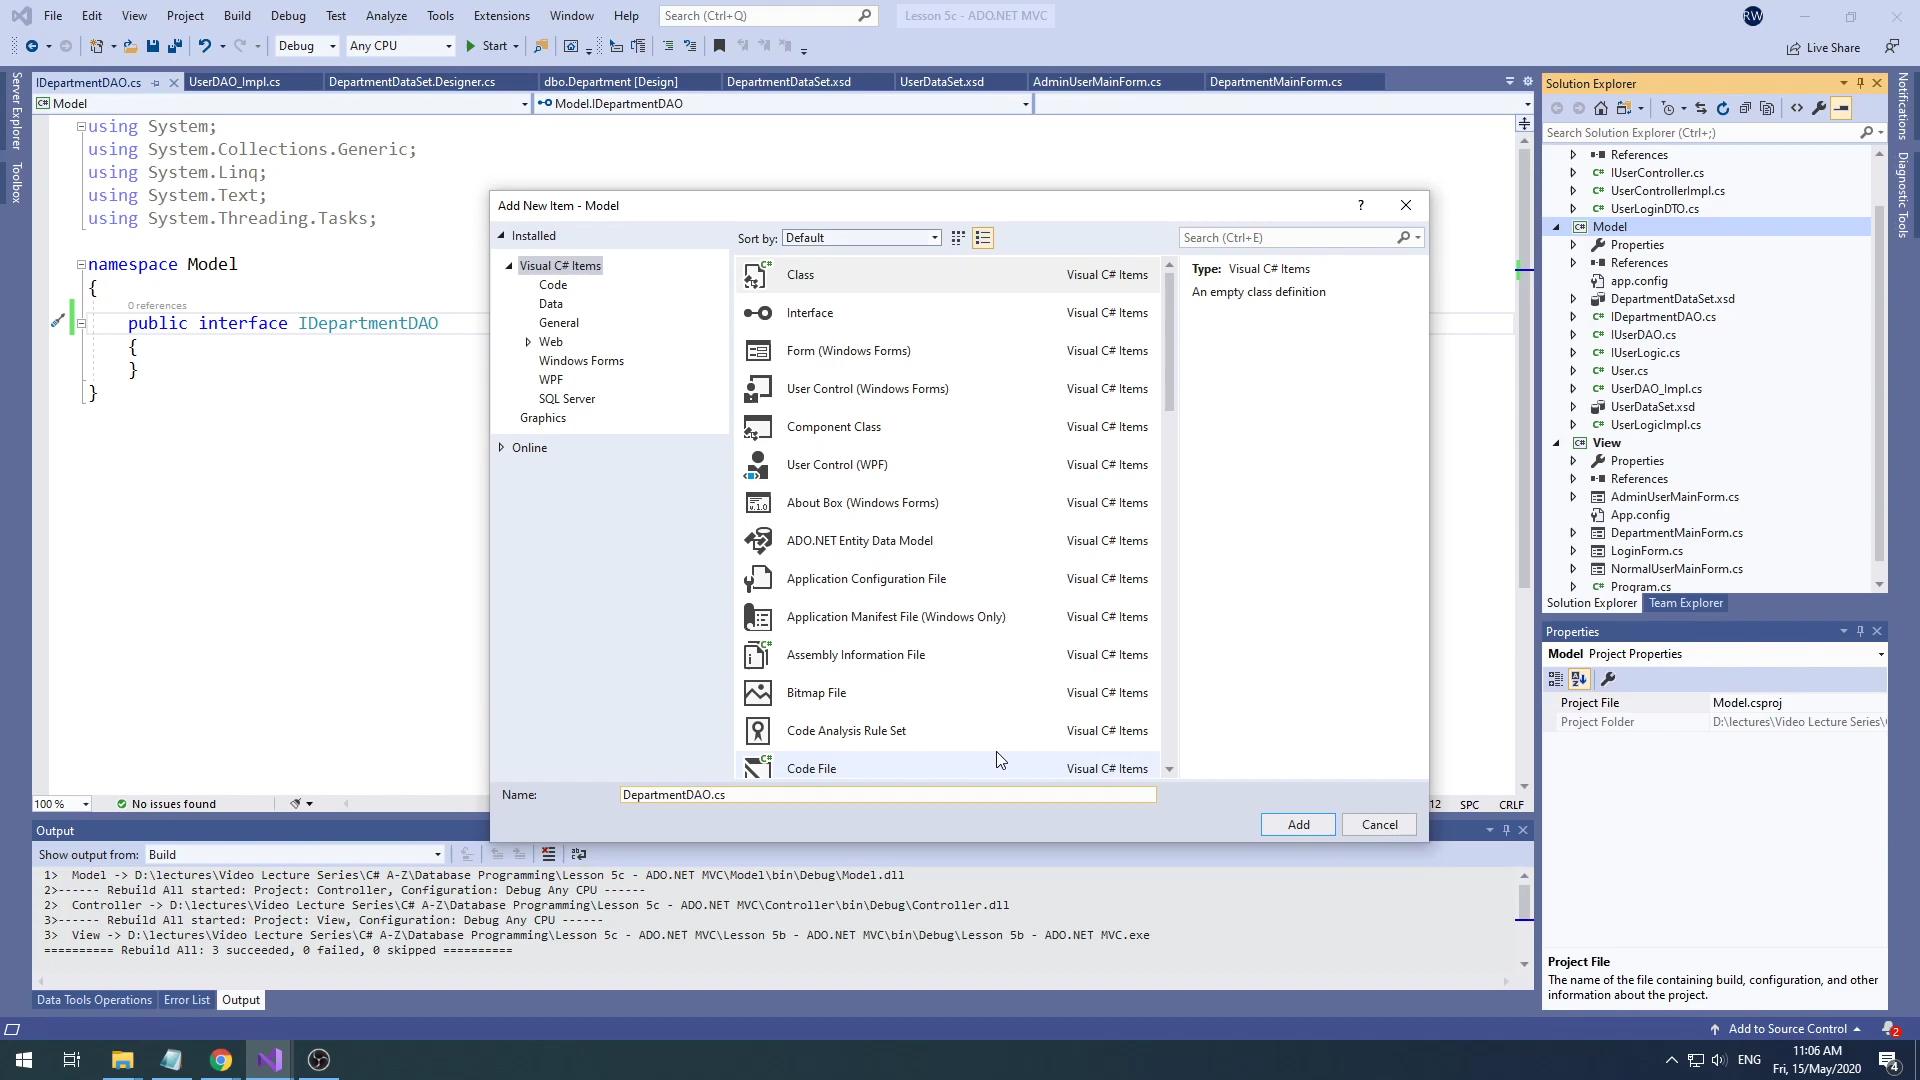 File Edit View Project Build Debug Test Analyze Tools Extensions Window Help Search (Ctrl+Q) Lesson 5c - ADO.NET MVC RW
Debug Any CPU Start Live Share
IDepartmentDAO.cs UserDAO_Impl.cs DepartmentDataSet.Designer.cs dbo.Department [Design] DepartmentDataSet.xsd UserDataSet.xsd AdminUserMainForm.cs DepartmentMainForm.cs
Model Model.IDepartmentDAO
Server Explorer
Toolbox
using System;
using System.Collections.Generic;
using System.Linq;
using System.Text;
using System.Threading.Tasks;
namespace Model
{
0 references
public interface IDepartmentDAO
{
}
}
100 % No issues found 12 SPC CRLF
Add New Item - Model
Installed
Visual C# Items
Code
Data
General
Web
Windows Forms
WPF
SQL Server
Graphics
Online
Sort by: Default
Search (Ctrl+E)
Class Visual C# Items
Interface Visual C# Items
Form (Windows Forms) Visual C# Items
User Control (Windows Forms) Visual C# Items
Component Class Visual C# Items
User Control (WPF) Visual C# Items
About Box (Windows Forms) Visual C# Items
ADO.NET Entity Data Model Visual C# Items
Application Configuration File Visual C# Items
Application Manifest File (Windows Only) Visual C# Items
Assembly Information File Visual C# Items
Bitmap File Visual C# Items
Code Analysis Rule Set Visual C# Items
Code File Visual C# Items
Type: Visual C# Items
An empty class definition
Name: DepartmentDAO.cs
Add Cancel
Output
Show output from: Build
1> Model -> D:\lectures\Video Lecture Series\C# A-Z\Database Programming\Lesson 5c - ADO.NET MVC\Model\bin\Debug\Model.dll
2>------ Rebuild All started: Project: Controller, Configuration: Debug Any CPU ------
2> Controller -> D:\lectures\Video Lecture Series\C# A-Z\Database Programming\Lesson 5c - ADO.NET MVC\Controller\bin\Debug\Controller.dll
3>------ Rebuild All started: Project: View, Configuration: Debug Any CPU ------
3> View -> D:\lectures\Video Lecture Series\C# A-Z\Database Programming\Lesson 5c - ADO.NET MVC\Lesson 5b - ADO.NET MVC\bin\Debug\Lesson 5b - ADO.NET MVC.exe
========== Rebuild All: 3 succeeded, 0 failed, 0 skipped ==========
Data Tools Operations Error List Output
Solution Explorer
Search Solution Explorer (Ctrl+;)
References
IUserController.cs
UserControllerImpl.cs
UserLoginDTO.cs
Model
Properties
References
app.config
DepartmentDataSet.xsd
IDepartmentDAO.cs
IUserDAO.cs
IUserLogic.cs
User.cs
UserDAO_Impl.cs
UserDataSet.xsd
UserLogicImpl.cs
View
Properties
References
AdminUserMainForm.cs
App.config
DepartmentMainForm.cs
LoginForm.cs
NormalUserMainForm.cs
Program.cs
Solution Explorer Team Explorer
Properties
Model Project Properties
Project File Model.csproj
Project Folder D:\lectures\Video Lecture Series\
Project File
The name of the file containing build, configuration, and other
information about the project.
Notifications
Diagnostic Tools
Add to Source Control 2
ENG 11:06 AM
Fri, 15/May/2020 4